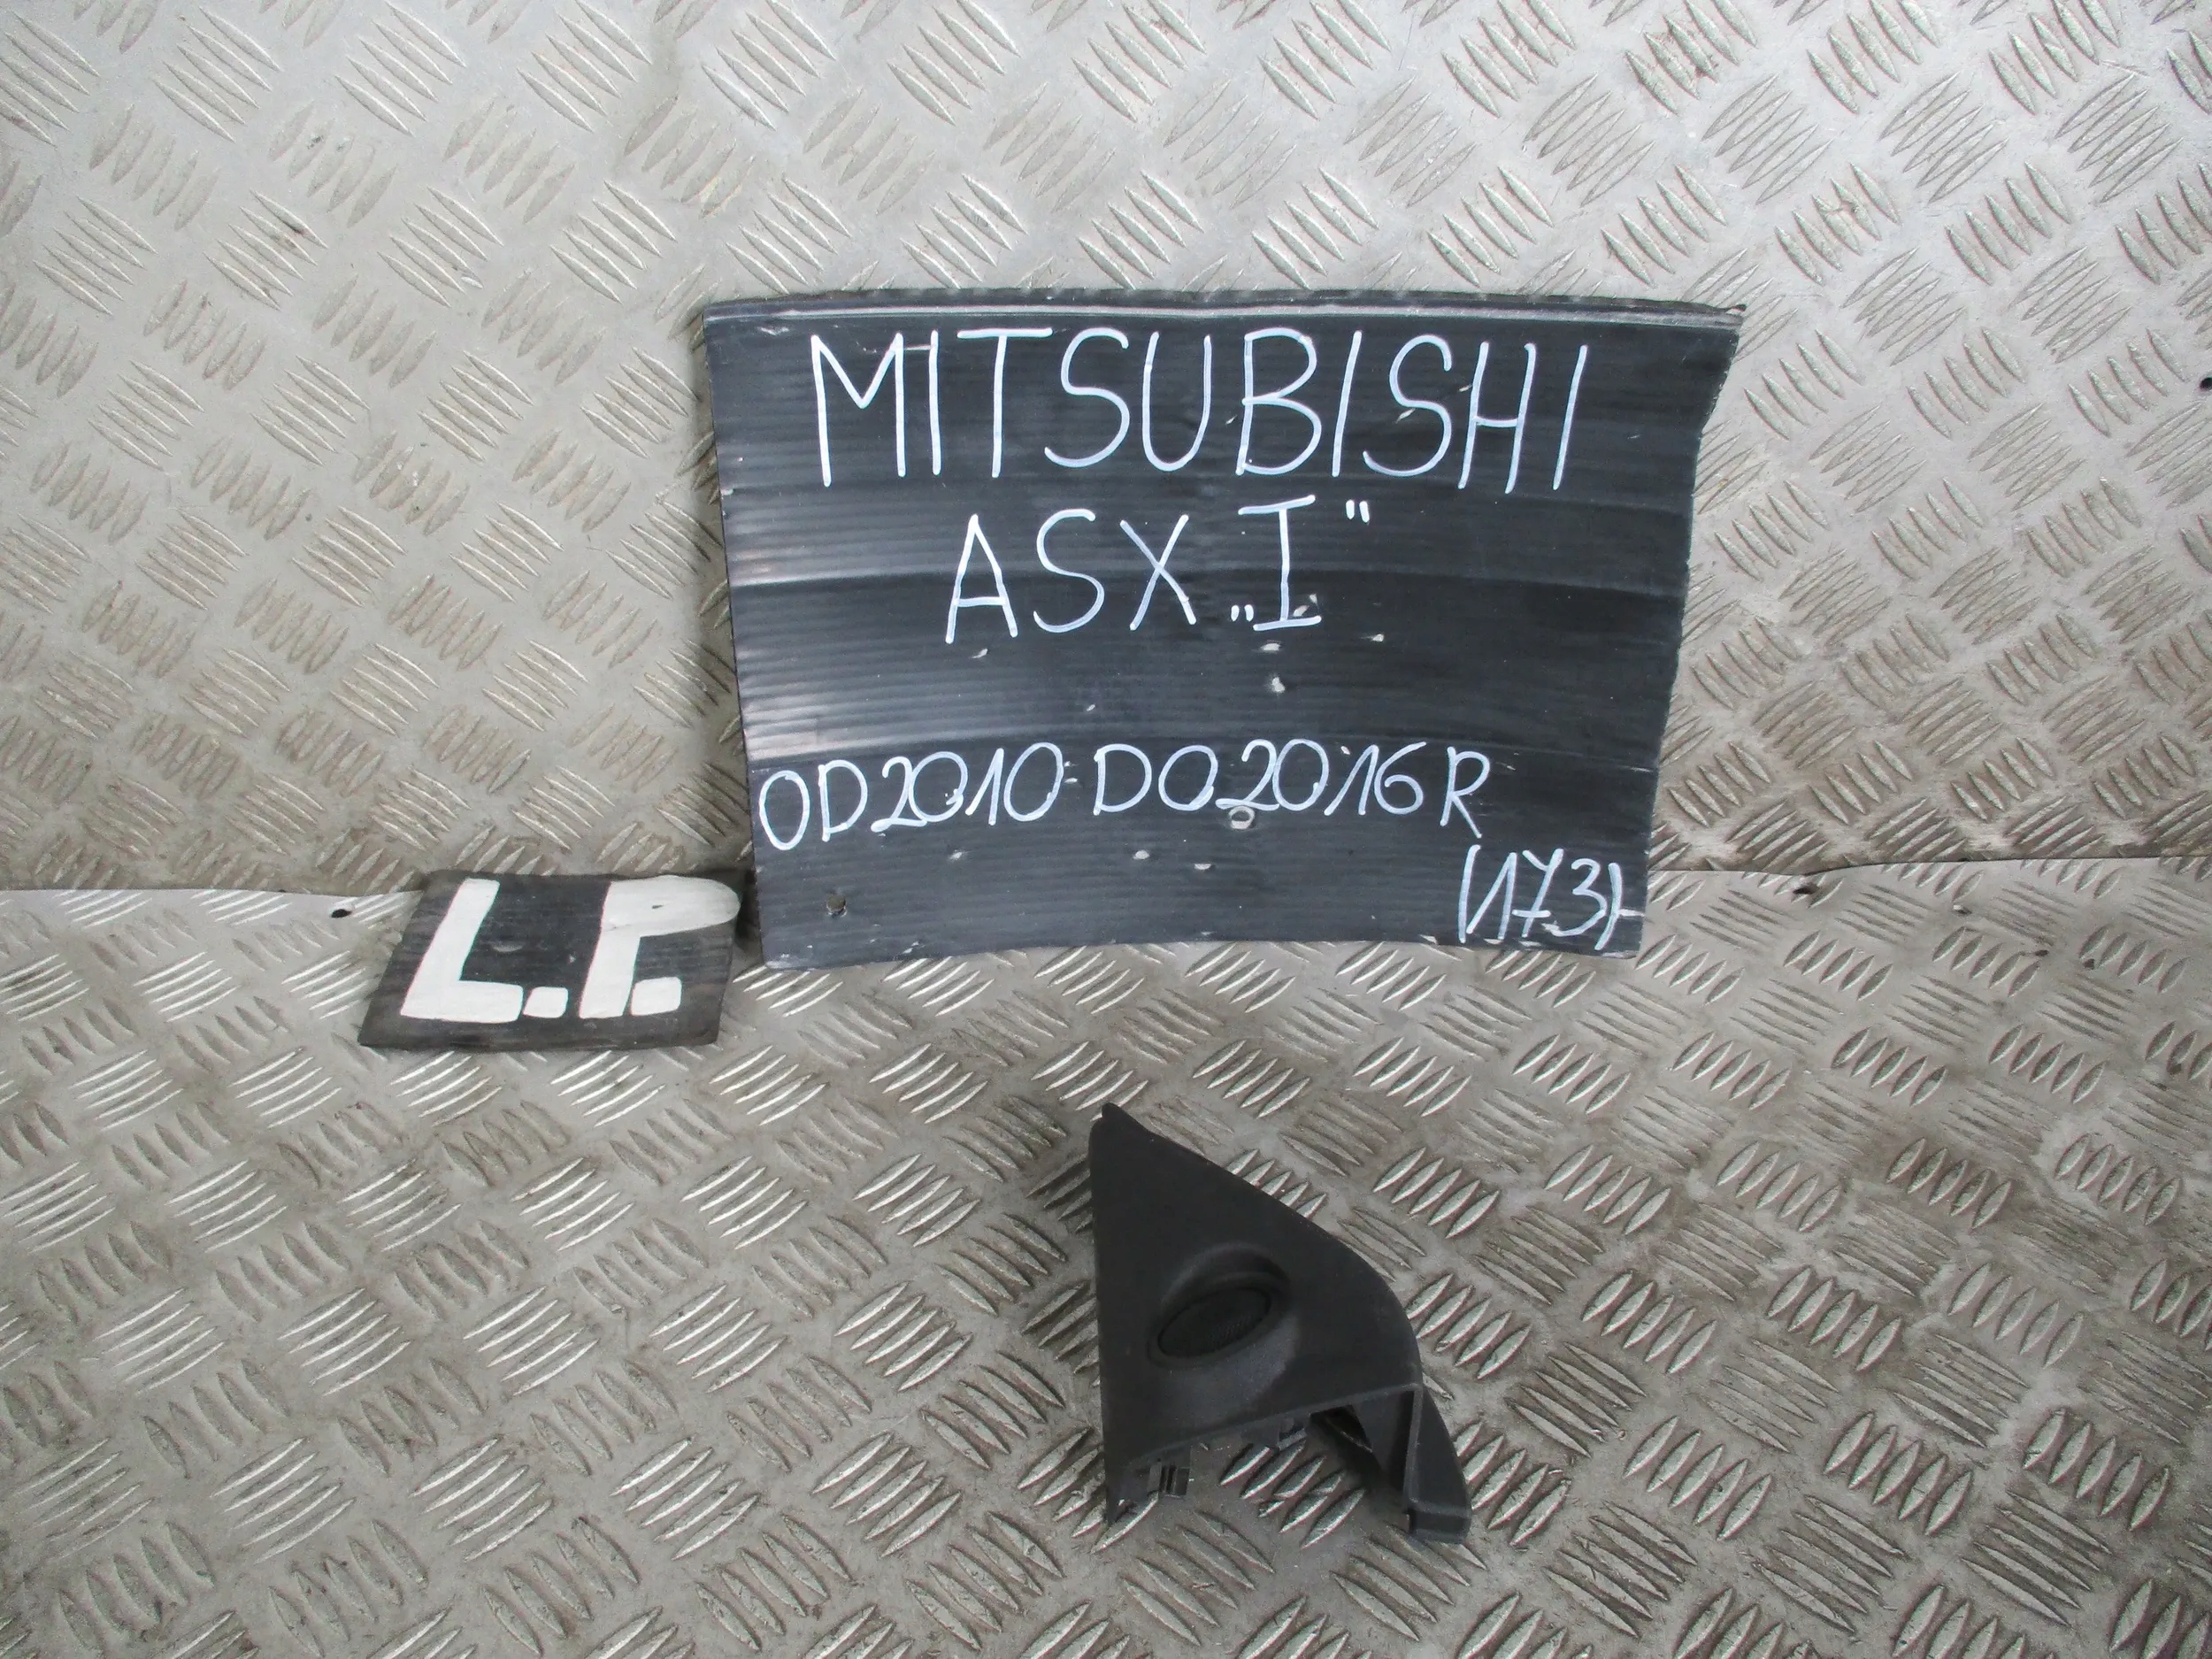 MITSUBISHI
ASX „I"
OD 2010 DO 2016 R
(173)
L.P.